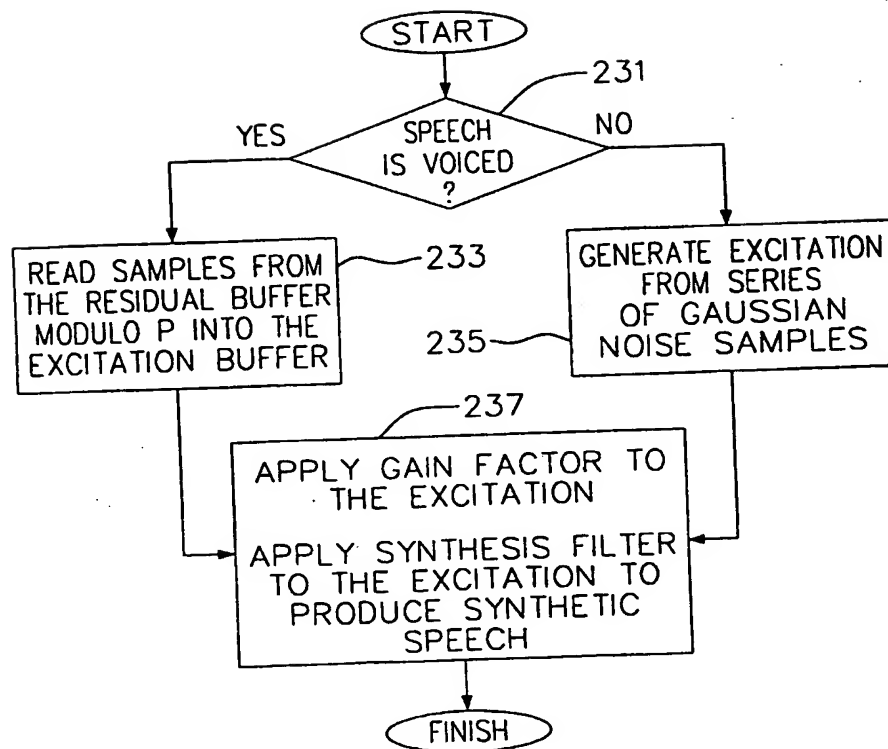 START
231
YES
SPEECH
IS VOICED
?
NO
READ SAMPLES FROM
THE RESIDUAL BUFFER
MODULO P INTO THE
EXCITATION BUFFER
233
GENERATE EXCITATION
FROM SERIES
OF GAUSSIAN
NOISE SAMPLES
235
237
APPLY GAIN FACTOR TO
THE EXCITATION
APPLY SYNTHESIS FILTER
TO THE EXCITATION TO
PRODUCE SYNTHETIC
SPEECH
FINISH